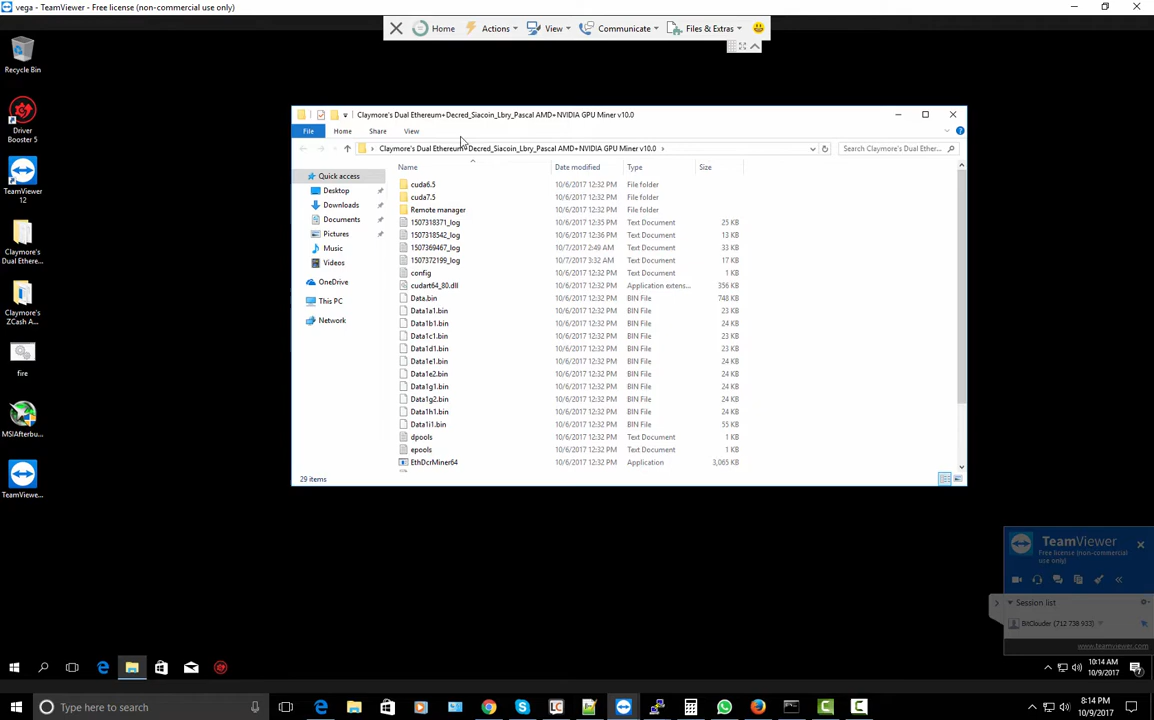 vega - TeamViewer - Free license (non-commercial use only)
Home
Actions
View
Communicate
Files & Extras
Recycle Bin
Driver
Booster 5
TeamViewer
12
Claymore's
Dual Ethere...
Claymore's
ZCash A...
fire
MSIAfterbu...
TeamViewe...
Claymore's Dual Ethereum+Decred_Siacoin_Lbry_Pascal AMD+NVIDIA GPU Miner v10.0
File Home Share View
Claymore's Dual Ethereum+Decred_Siacoin_Lbry_Pascal AMD+NVIDIA GPU Miner v10.0
Search Claymore's Dual Ether...
Quick access
Desktop
Downloads
Documents
Pictures
Music
Videos
OneDrive
This PC
Network
Name Date modified Type Size
cuda6.5 10/6/2017 12:32 PM File folder
cuda7.5 10/6/2017 12:32 PM File folder
Remote manager 10/6/2017 12:32 PM File folder
1507318371_log 10/6/2017 12:35 PM Text Document 25 KB
1507318542_log 10/6/2017 12:36 PM Text Document 13 KB
1507369467_log 10/7/2017 2:49 AM Text Document 33 KB
1507372199_log 10/7/2017 3:32 AM Text Document 17 KB
config 10/6/2017 12:32 PM Text Document 1 KB
cudart64_80.dll 10/6/2017 12:32 PM Application extens... 356 KB
Data.bin 10/6/2017 12:32 PM BIN File 748 KB
Data1a1.bin 10/6/2017 12:32 PM BIN File 23 KB
Data1b1.bin 10/6/2017 12:32 PM BIN File 24 KB
Data1c1.bin 10/6/2017 12:32 PM BIN File 24 KB
Data1d1.bin 10/6/2017 12:32 PM BIN File 23 KB
Data1e1.bin 10/6/2017 12:32 PM BIN File 24 KB
Data1e2.bin 10/6/2017 12:32 PM BIN File 24 KB
Data1g1.bin 10/6/2017 12:32 PM BIN File 24 KB
Data1g2.bin 10/6/2017 12:32 PM BIN File 24 KB
Data1h1.bin 10/6/2017 12:32 PM BIN File 24 KB
Data1i1.bin 10/6/2017 12:32 PM BIN File 55 KB
dpools 10/6/2017 12:32 PM Text Document 1 KB
epools 10/6/2017 12:32 PM Text Document 1 KB
EthDcrMiner64 10/6/2017 12:32 PM Application 3,065 KB
29 items
TeamViewer
Free license (non-commercial
use only)
Session list
BitClouder (712 738 933)
www.teamviewer.com
10:14 AM
10/9/2017
Type here to search
8:14 PM
10/9/2017